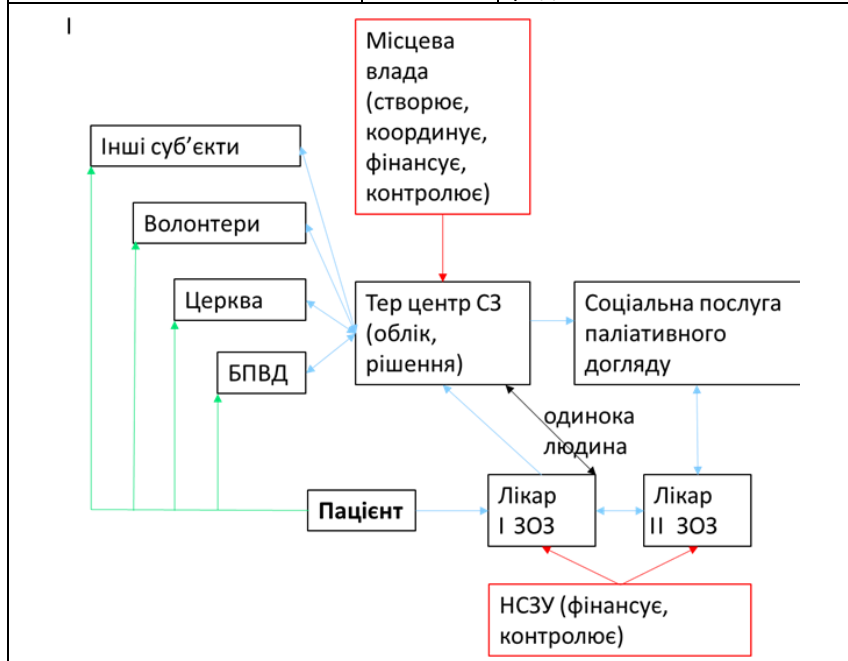 І
Місцева
влада
(створює,
координує,
фінансує,
контролює)
Інші суб’єкти
Волонтери
Церква
БПВД
Тер центр СЗ
(облік,
рішення)
Соціальна послуга
паліативного
догляду
одинока
людина
Пацієнт
Лікар
І ЗОЗ
Лікар
ІІ ЗОЗ
НСЗУ (фінансує,
контролює)